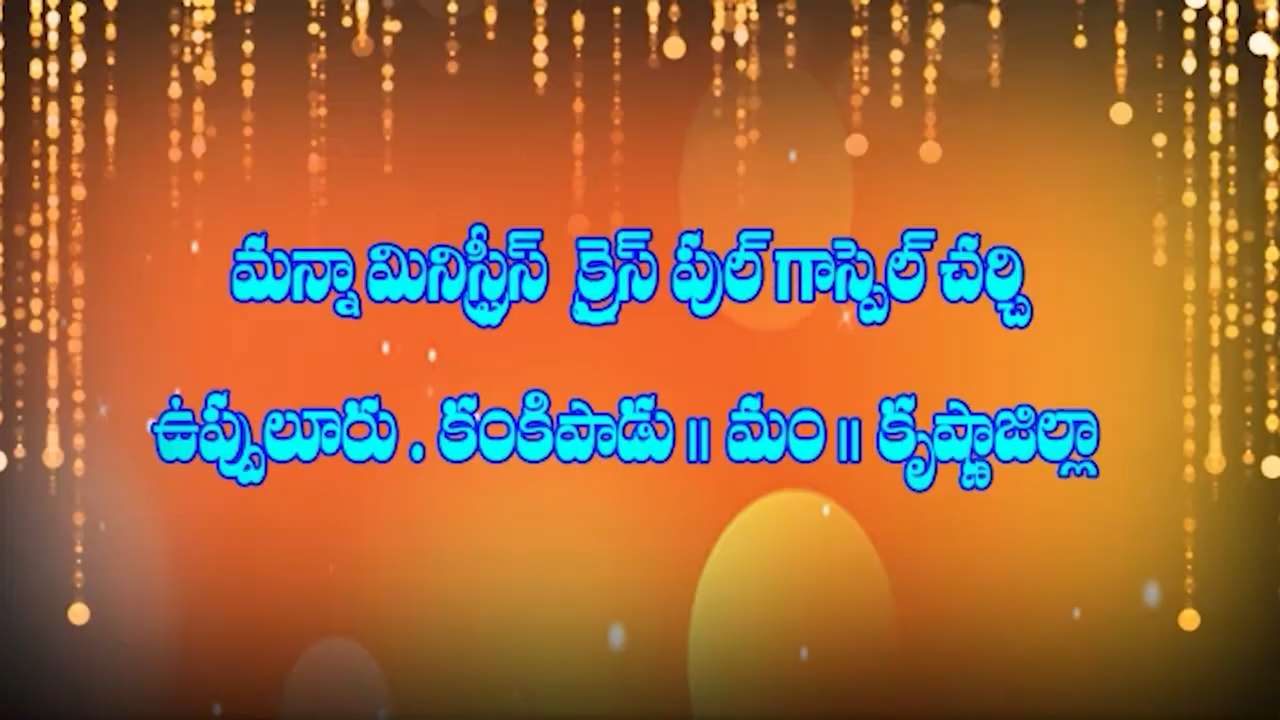 మన్నా మినిస్ట్రీస్ క్రైస్ ఫుల్ గాస్పెల్ చర్చి
ఉప్పులూరు . కంకిపాడు || మం || కృష్ణాజిల్లా